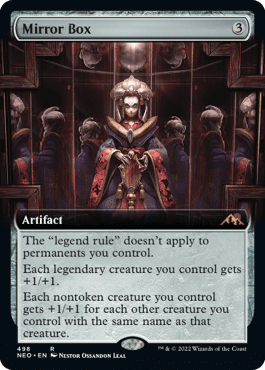 Mirror Box 3
Artifact
The “legend rule” doesn’t apply to
permanents you control.
Each legendary creature you control gets
+1/+1.
Each nontoken creature you control
gets +1/+1 for each other creature you
control with the same name as that
creature.
498 R
NEO • EN NESTOR OSSANDON LEAL
™ & © 2022 Wizards of the Coast